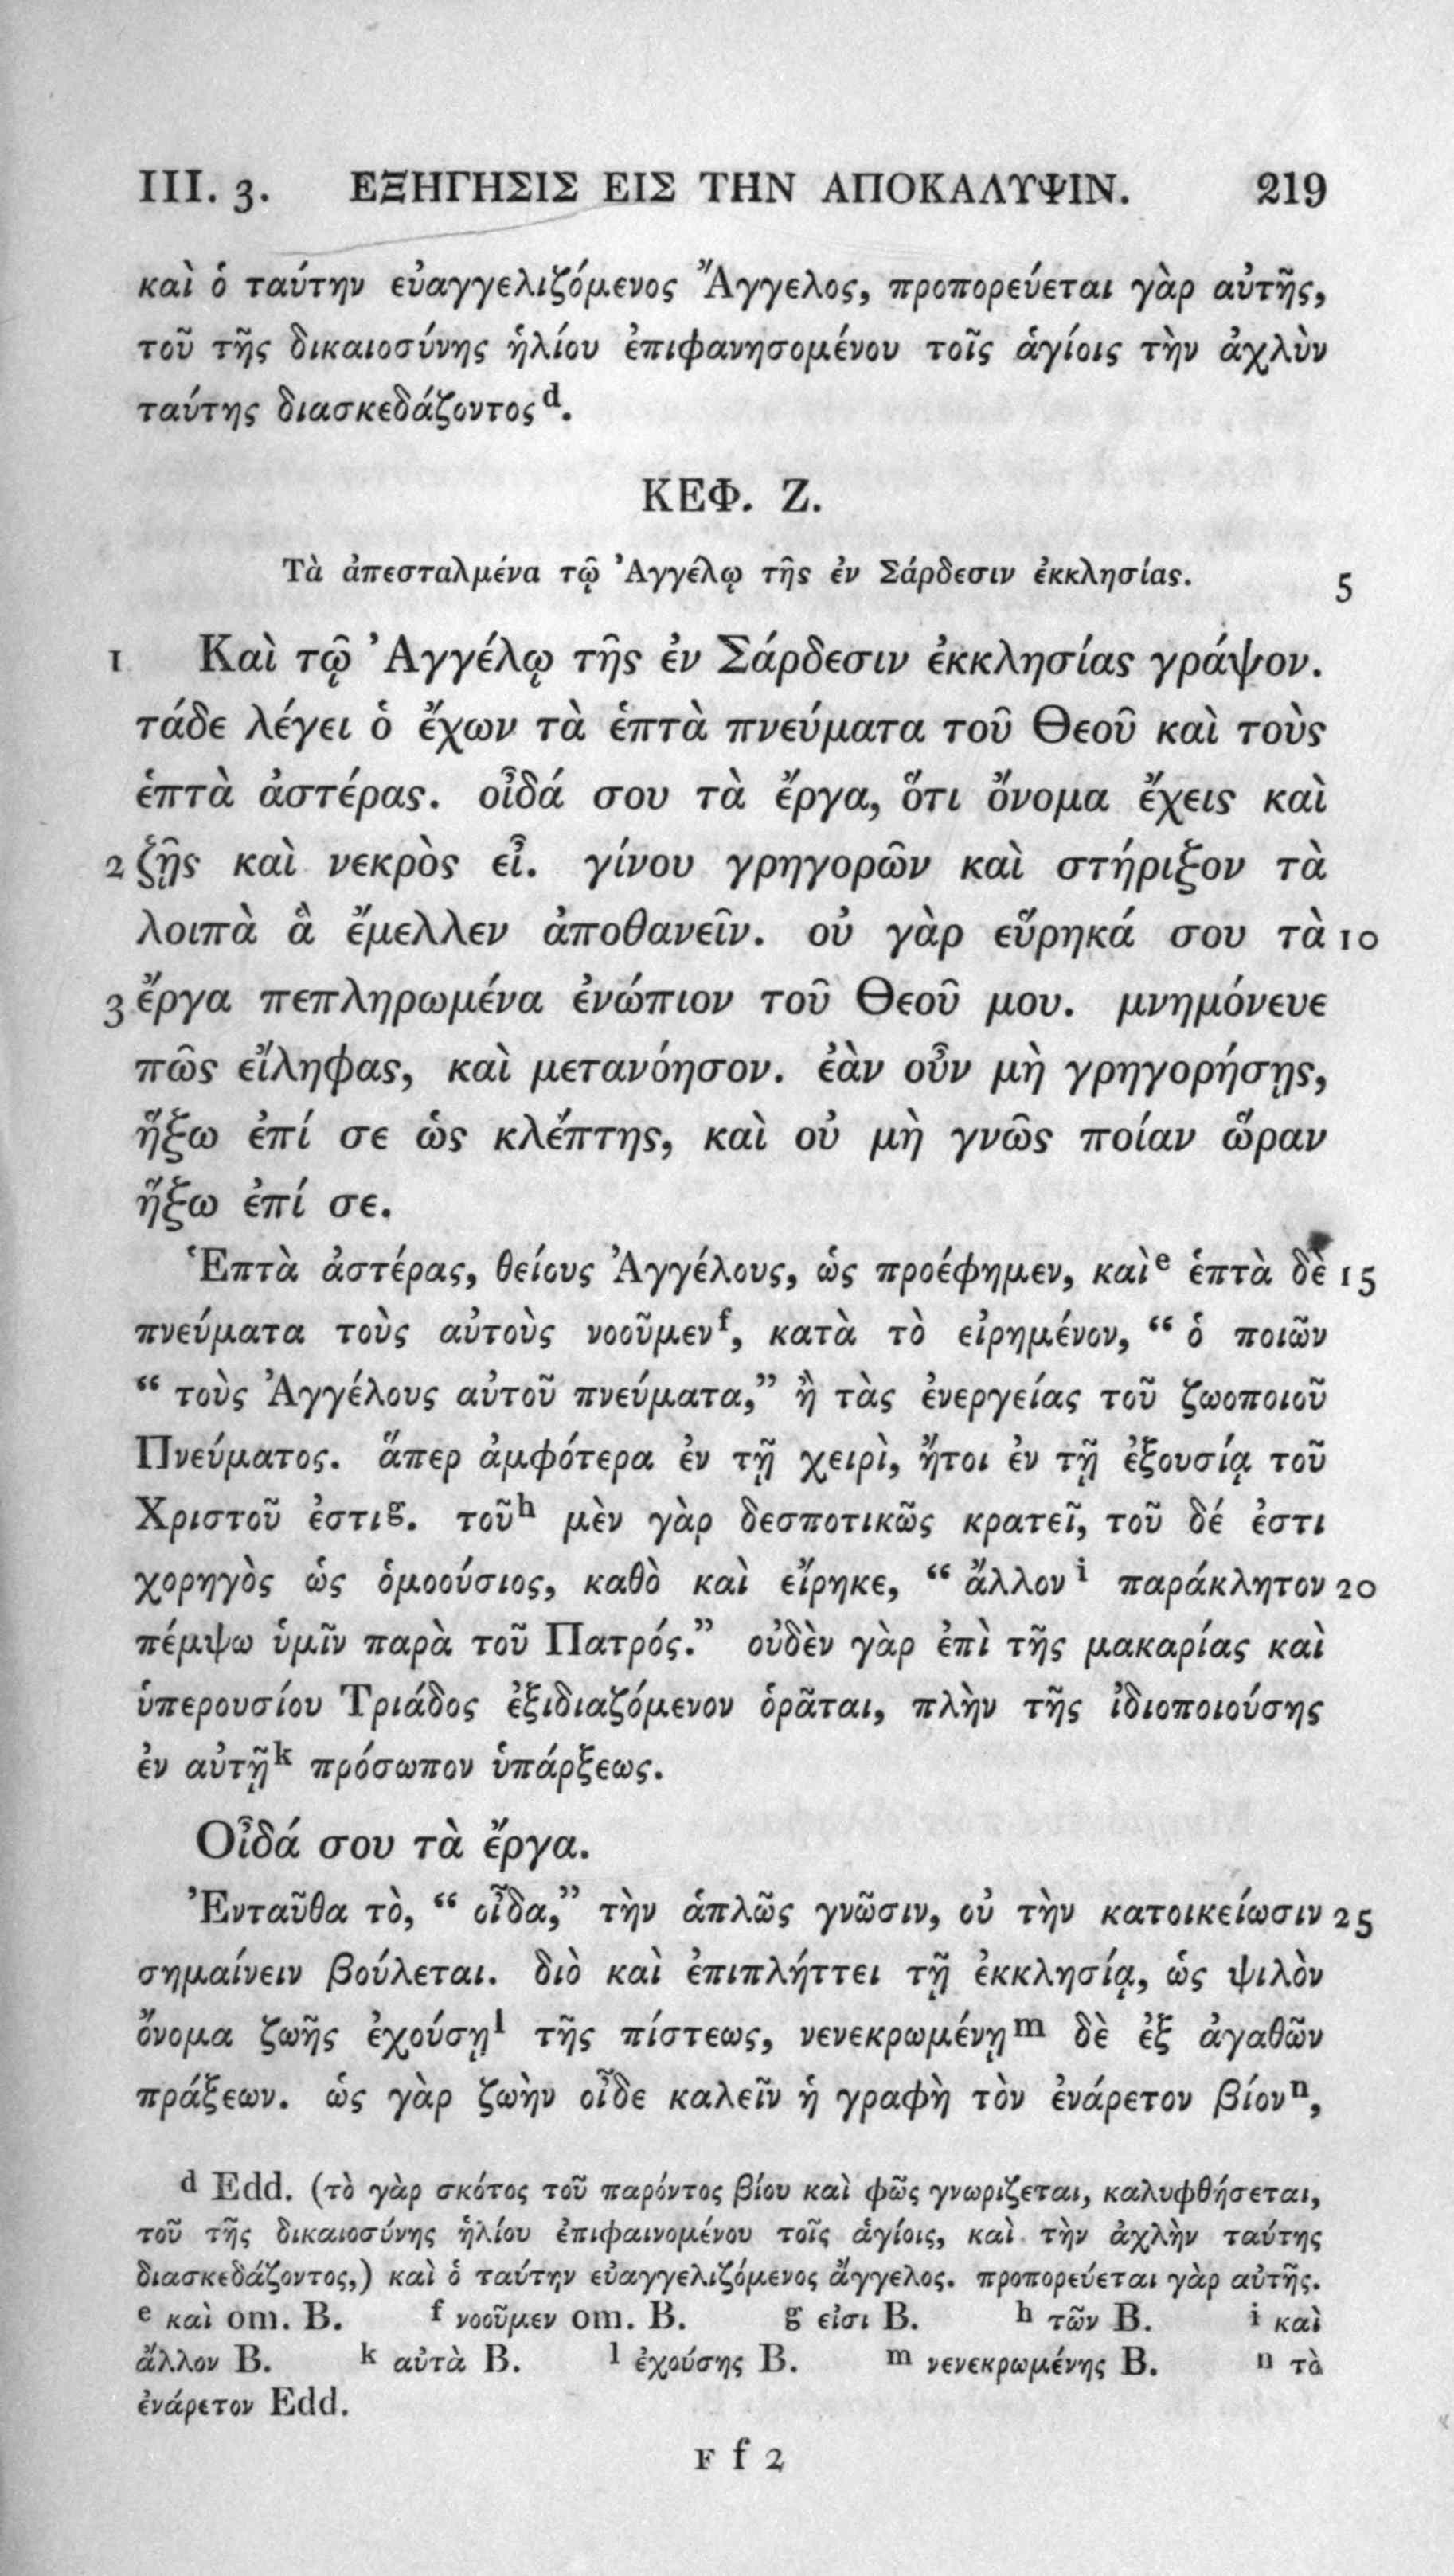 III. 3. ΕΞΗΓΗΣΙΣ ΕΙΣ ΤΗΝ ΑΠΟΚΑΛΥΨΙΝ. 219
καὶ ὁ ταύτην εὐαγγελιζόμενος Ἄγγελος, προπορεύεται γὰρ αὐτῆς,
τοῦ τῆς δικαιοσύνης ἡλίου ἐπιφανησομένου τοῖς ἁγίοις τὴν ἀχλὺν
ταύτης διασκεδάζοντος d.
ΚΕΦ. Ζ.
Τὰ ἀπεσταλμένα τῷ Ἀγγέλῳ τῆς ἐν Σάρδεσιν ἐκκλησίας. 5
1 Καὶ τῷ Ἀγγέλῳ τῆς ἐν Σάρδεσιν ἐκκλησίας γράψον.
τάδε λέγει ὁ ἔχων τὰ ἑπτὰ πνεύματα τοῦ Θεοῦ καὶ τοὺς
ἑπτὰ ἀστέρας. οἶδά σου τὰ ἔργα, ὅτι ὄνομα ἔχεις καὶ
2 ζῇς καὶ νεκρὸς εἶ. γίνου γρηγορῶν καὶ στήριξον τὰ
λοιπὰ ἃ ἔμελλεν ἀποθανεῖν. οὐ γὰρ εὕρηκά σου τὰ 10
3 ἔργα πεπληρωμένα ἐνώπιον τοῦ Θεοῦ μου. μνημόνευε
πῶς εἴληφας, καὶ μετανόησον. ἐὰν οὖν μὴ γρηγορήσῃς,
ἥξω ἐπί σε ὡς κλέπτης, καὶ οὐ μὴ γνῶς ποίαν ὥραν
ἥξω ἐπί σε.
Ἑπτὰ ἀστέρας, θείους Ἀγγέλους, ὡς προέφημεν, καὶ e ἑπτὰ δὲ 15
πνεύματα τοὺς αὐτοὺς νοοῦμεν f, κατὰ τὸ εἰρημένον, “ ὁ ποιῶν
“ τοὺς Ἀγγέλους αὐτοῦ πνεύματα,” ἢ τὰς ἐνεργείας τοῦ ζωοποιοῦ
Πνεύματος. ἅπερ ἀμφότερα ἐν τῇ χειρὶ, ἤτοι ἐν τῇ ἐξουσίᾳ τοῦ
Χριστοῦ ἐστι g. τοῦ h μὲν γὰρ δεσποτικῶς κρατεῖ, τοῦ δέ ἐστι
χορηγὸς ὡς ὁμοούσιος, καθὸ καὶ εἴρηκε, “ ἄλλον i παράκλητον 20
πέμψω ὑμῖν παρὰ τοῦ Πατρός.” οὐδὲν γὰρ ἐπὶ τῆς μακαρίας καὶ
ὑπερουσίου Τριάδος ἐξιδιαζόμενον ὁρᾶται, πλὴν τῆς ἰδιοποιούσης
ἐν αὐτῇ k πρόσωπον ὑπάρξεως.
Οἶδά σου τὰ ἔργα.
Ἐνταῦθα τὸ, “ οἶδα,” τὴν ἁπλῶς γνῶσιν, οὐ τὴν κατοικείωσιν 25
σημαίνειν βούλεται. διὸ καὶ ἐπιπλήττει τῇ ἐκκλησίᾳ, ὡς ψιλὸν
ὄνομα ζωῆς ἐχούσῃ l τῆς πίστεως, νενεκρωμένῃ m δὲ ἐξ ἀγαθῶν
πράξεων. ὡς γὰρ ζωὴν οἶδε καλεῖν ἡ γραφὴ τὸν ἐνάρετον βίον n,
d Edd. (τὸ γὰρ σκότος τοῦ παρόντος βίου καὶ φῶς γνωρίζεται, καλυφθήσεται,
τοῦ τῆς δικαιοσύνης ἡλίου ἐπιφαινομένου τοῖς ἁγίοις, καὶ τὴν ἀχλὴν ταύτης
διασκεδάζοντος,) καὶ ὁ ταύτην εὐαγγελιζόμενος ἄγγελος. προπορεύεται γὰρ αὐτῆς.
e καὶ om. B. f νοοῦμεν om. B. g εἰσι B. h τῶν B. i καὶ
ἄλλον B. k αὐτὰ B. l ἐχούσης B. m νενεκρωμένης B. n τὸ
ἐνάρετον Edd.
F f 2